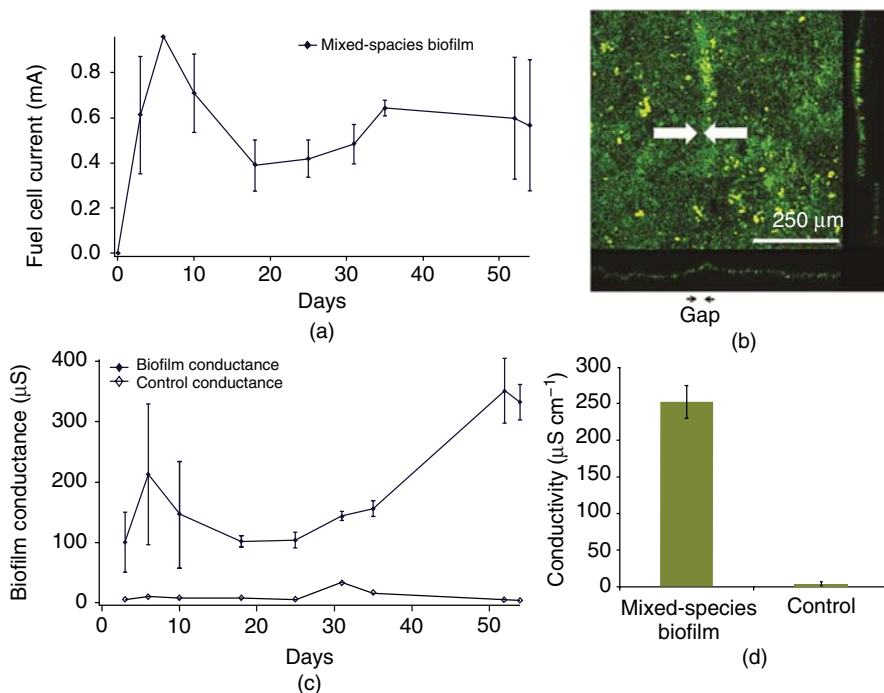 Mixed-spacies biofilm
Fuel cell current (mA)
0.8
0.6
0.4
0.2
0.0
0 10 20 30 40 50
Days
(a)
250 µm
Gap
(b)
Biofilm conductance
Control conductance
Biofilm conductance (µS)
400
300
200
100
0
0 10 20 30 40 50
Days
(c)
Conductivity (µS cm⁻¹)
300
250
200
150
100
50
0
Mixed-species
biofilm
Control
(d)